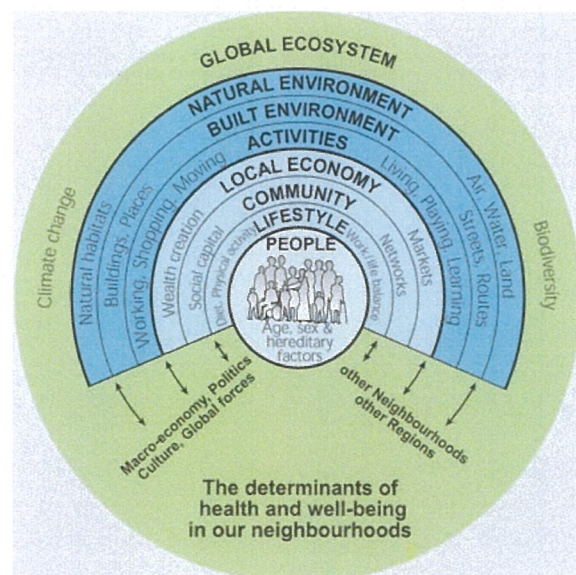 GLOBAL ECOSYSTEM
NATURAL ENVIRONMENT
BUILT ENVIRONMENT
ACTIVITIES
LOCAL ECONOMY
COMMUNITY
LIFESTYLE
PEOPLE
Age, sex &
hereditary
factors
Climate change
Natural habitats
Buildings, Places
Working, Shopping, Moving
Wealth creation
Social capital
Diet, Physical activity
Work/life balance
Networks
Markets
Living, Playing, Learning
Streets, Routes
Air, Water, Land
Biodiversity
Macro-economy, Politics
Culture, Global forces
other Neighbourhoods
other Regions
The determinants of
health and well-being
in our neighbourhoods